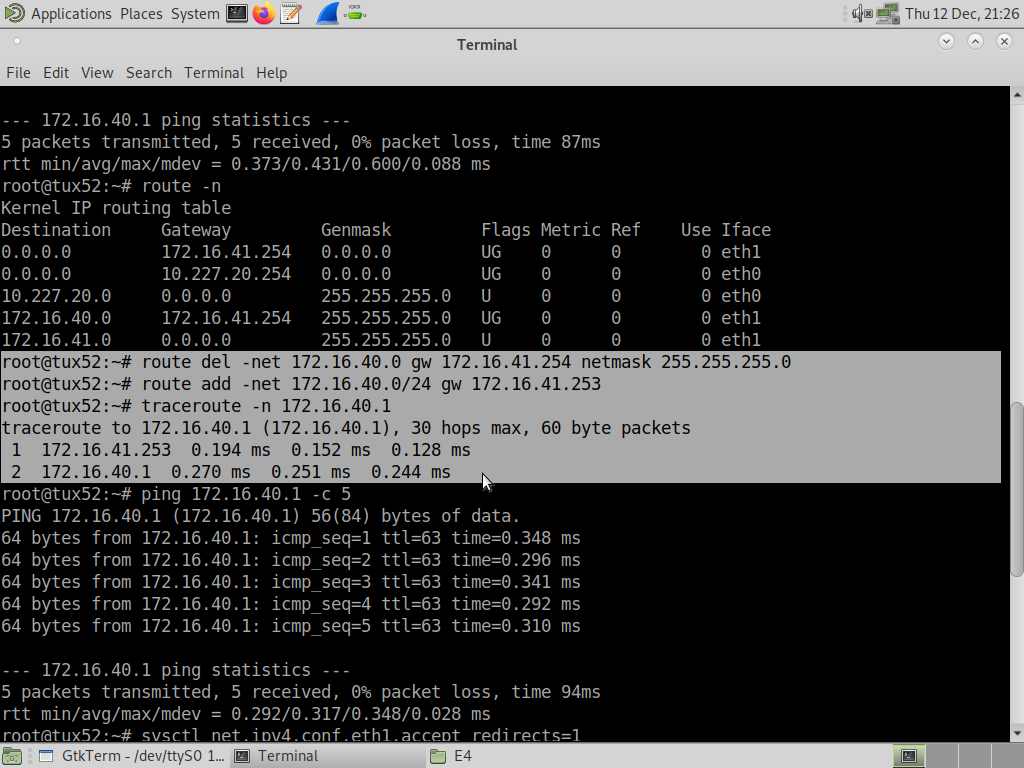 Applications Places System Thu 12 Dec, 21:26
Terminal
File Edit View Search Terminal Help
--- 172.16.40.1 ping statistics ---
5 packets transmitted, 5 received, 0% packet loss, time 87ms
rtt min/avg/max/mdev = 0.373/0.431/0.600/0.088 ms
root@tux52:~# route -n
Kernel IP routing table
Destination     Gateway         Genmask         Flags Metric Ref    Use Iface
0.0.0.0         172.16.41.254   0.0.0.0         UG    0      0        0 eth1
0.0.0.0         10.227.20.254   0.0.0.0         UG    0      0        0 eth0
10.227.20.0     0.0.0.0         255.255.255.0   U     0      0        0 eth0
172.16.40.0     172.16.41.254   255.255.255.0   UG    0      0        0 eth1
172.16.41.0     0.0.0.0         255.255.255.0   U     0      0        0 eth1
root@tux52:~# route del -net 172.16.40.0 gw 172.16.41.254 netmask 255.255.255.0
root@tux52:~# route add -net 172.16.40.0/24 gw 172.16.41.253
root@tux52:~# traceroute -n 172.16.40.1
traceroute to 172.16.40.1 (172.16.40.1), 30 hops max, 60 byte packets
 1  172.16.41.253  0.194 ms  0.152 ms  0.128 ms
 2  172.16.40.1  0.270 ms  0.251 ms  0.244 ms
root@tux52:~# ping 172.16.40.1 -c 5
PING 172.16.40.1 (172.16.40.1) 56(84) bytes of data.
64 bytes from 172.16.40.1: icmp_seq=1 ttl=63 time=0.348 ms
64 bytes from 172.16.40.1: icmp_seq=2 ttl=63 time=0.296 ms
64 bytes from 172.16.40.1: icmp_seq=3 ttl=63 time=0.341 ms
64 bytes from 172.16.40.1: icmp_seq=4 ttl=63 time=0.292 ms
64 bytes from 172.16.40.1: icmp_seq=5 ttl=63 time=0.310 ms
--- 172.16.40.1 ping statistics ---
5 packets transmitted, 5 received, 0% packet loss, time 94ms
rtt min/avg/max/mdev = 0.292/0.317/0.348/0.028 ms
root@tux52:~# sysctl net.ipv4.conf.eth1.accept_redirects=1
GtkTerm - /dev/ttyS0 1... Terminal E4